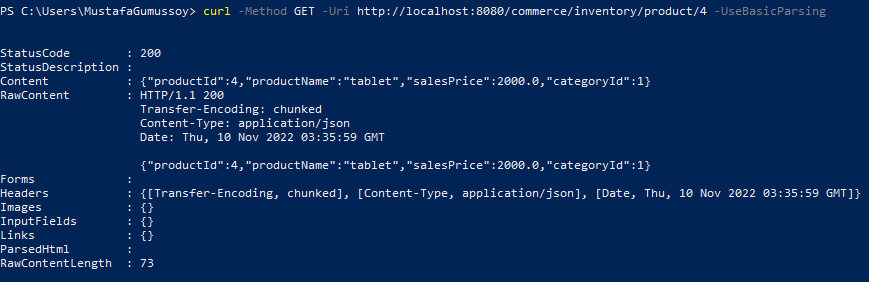 PS C:\Users\MustafaGumussoy> curl -Method GET -Uri http://localhost:8080/commerce/inventory/product/4 -UseBasicParsing
StatusCode        : 200
StatusDescription :
Content           : {"productId":4,"productName":"tablet","salesPrice":2000.0,"categoryId":1}
RawContent        : HTTP/1.1 200
                    Transfer-Encoding: chunked
                    Content-Type: application/json
                    Date: Thu, 10 Nov 2022 03:35:59 GMT
                    {"productId":4,"productName":"tablet","salesPrice":2000.0,"categoryId":1}
Forms             :
Headers           : {[Transfer-Encoding, chunked], [Content-Type, application/json], [Date, Thu, 10 Nov 2022 03:35:59 GMT]}
Images            : {}
InputFields       : {}
Links             : {}
ParsedHtml        :
RawContentLength  : 73